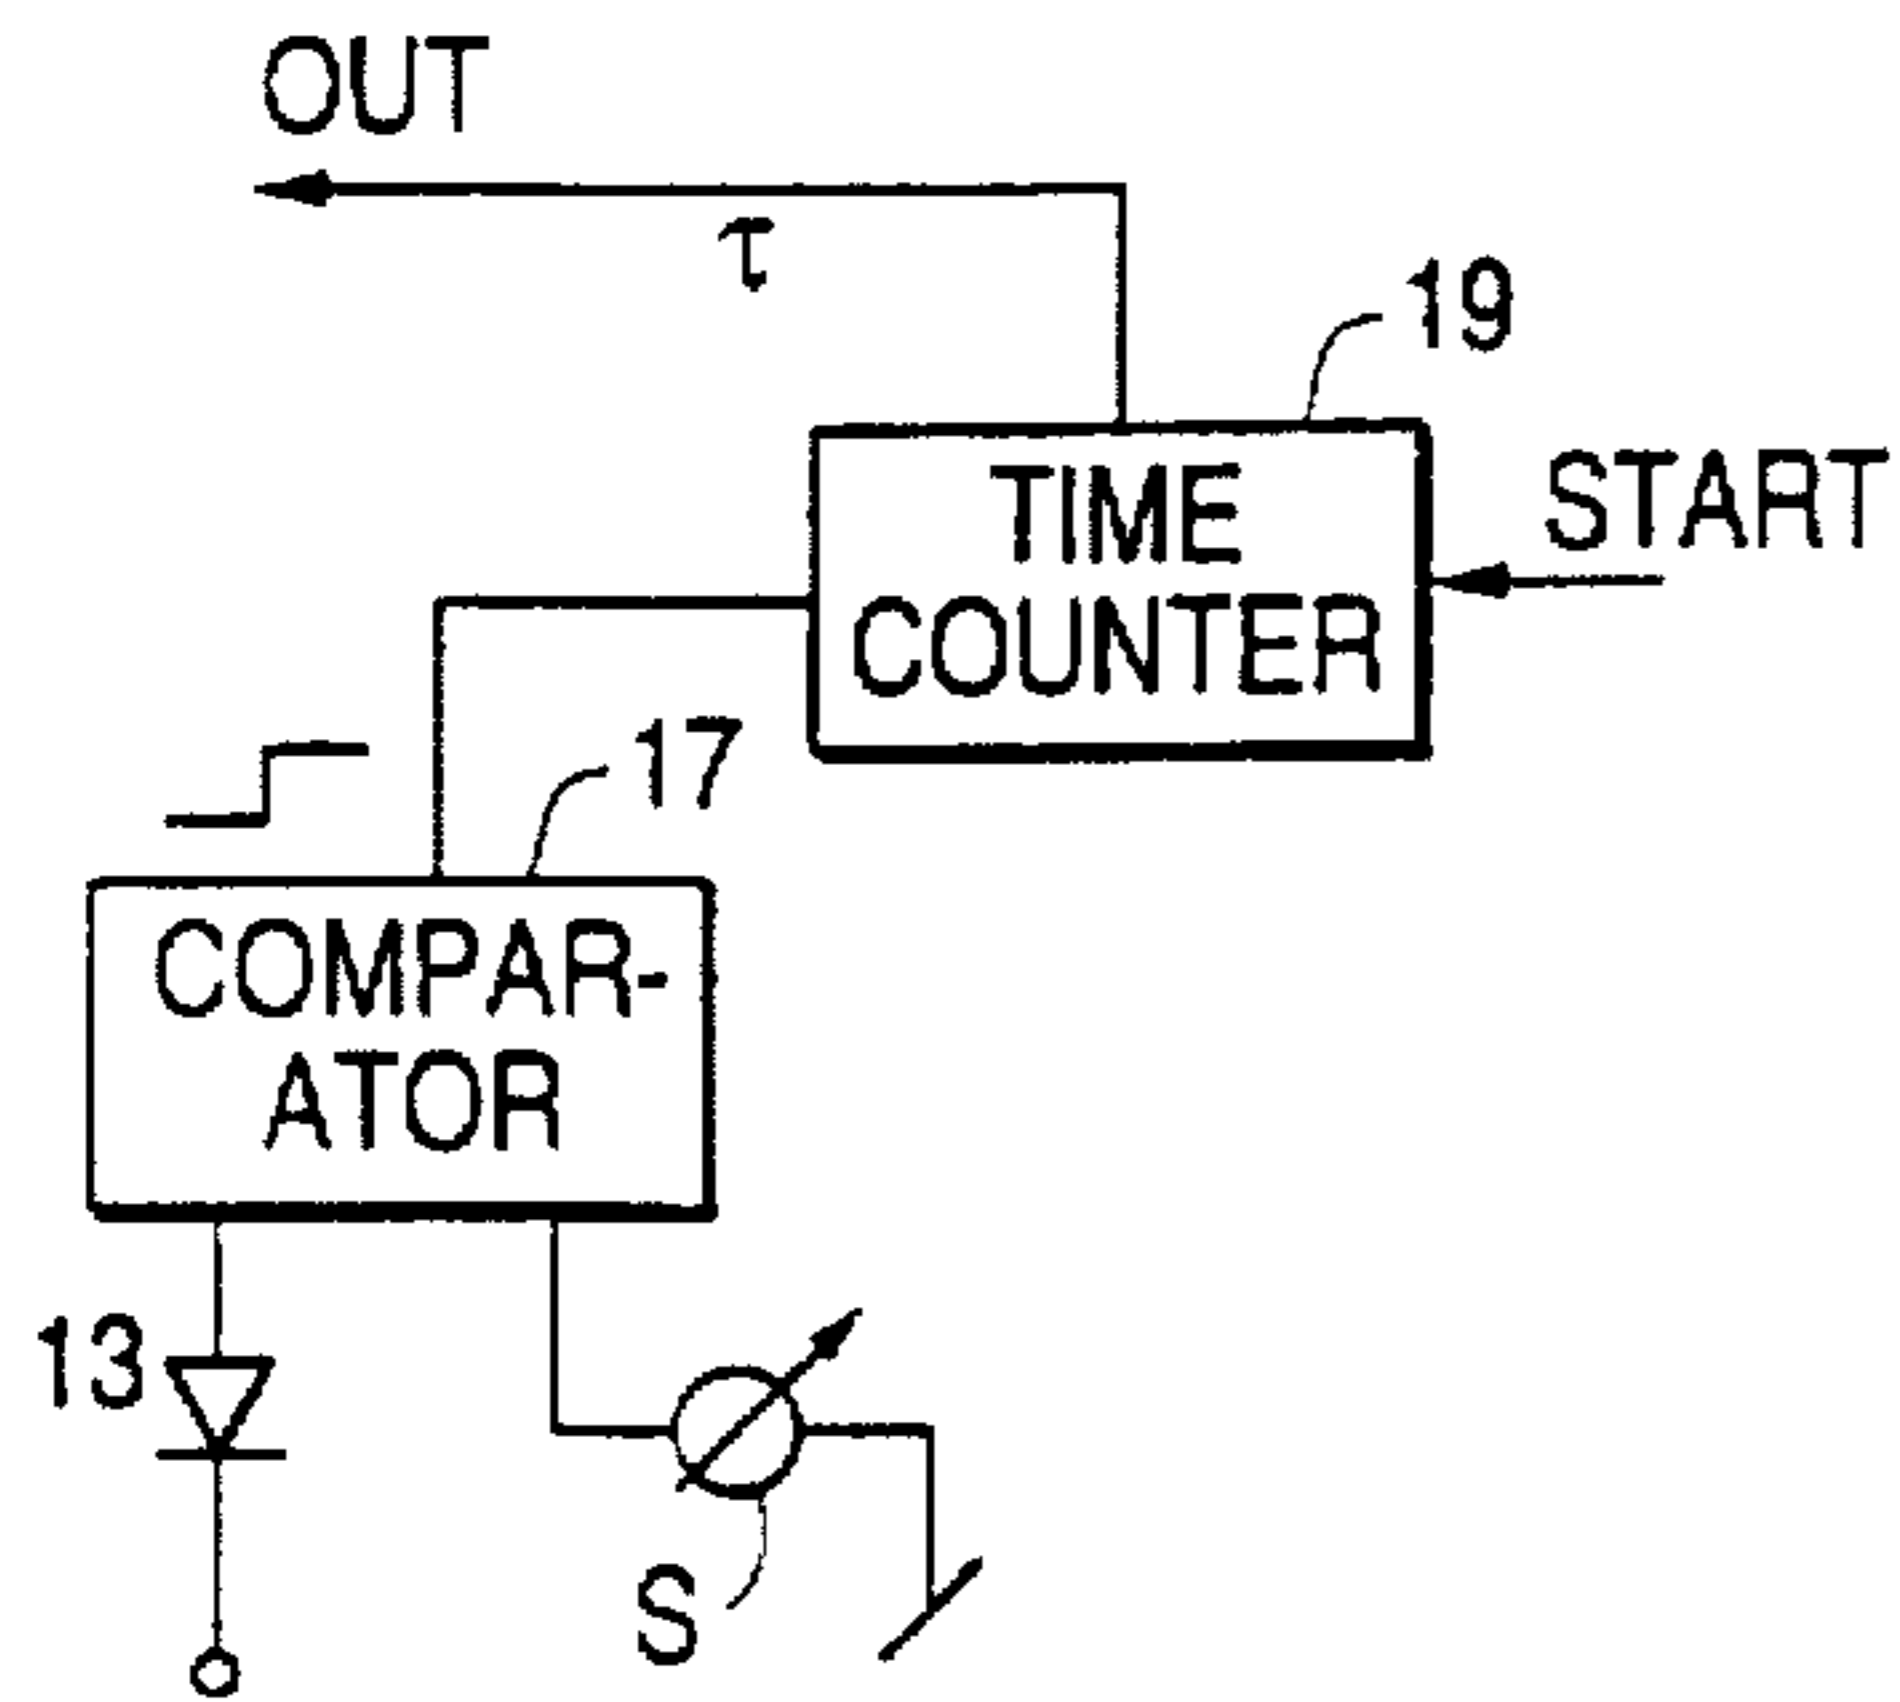 OUT
τ
19
START
TIME
COUNTER
17
COMPAR-
ATOR
13
S